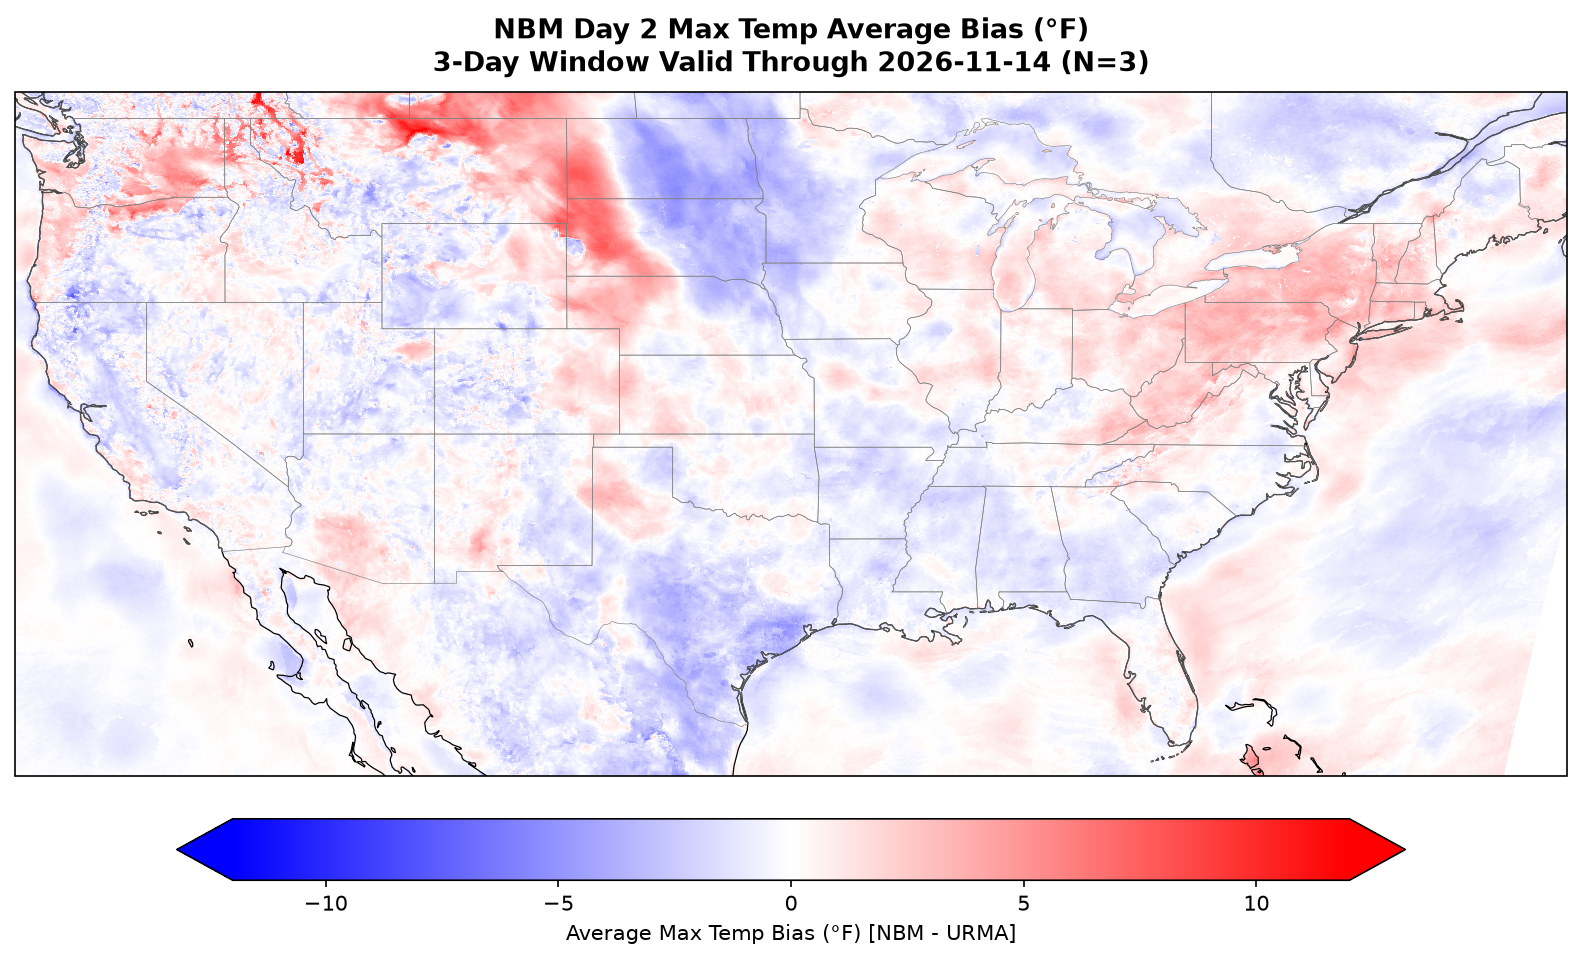 NBM Day 2 Max Temp Average Bias (°F)
3-Day Window Valid Through 2026-11-14 (N=3)
−10 −5 0 5 10
Average Max Temp Bias (°F) [NBM - URMA]